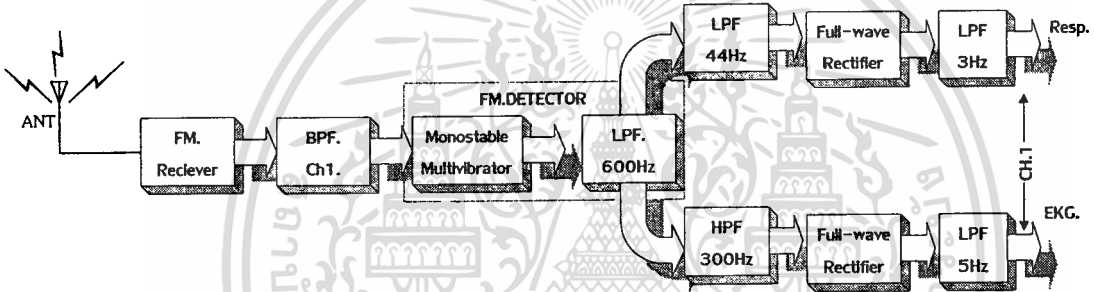 LPF
44Hz
Full-wave
Rectifier
LPF
3Hz
Resp.
ANT
FM.DETECTOR
FM.
Reciever
BPF.
Ch1.
Monostable
Multivibrator
LPF.
600Hz
CH.1
HPF
300Hz
Full-wave
Rectifier
LPF
5Hz
EKG.